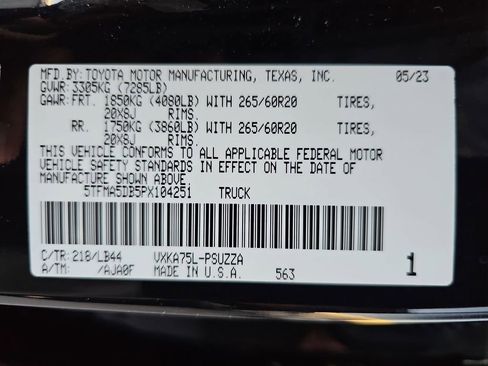 MFD.BY:TOYOTA MOTOR MANUFACTURING, TEXAS, INC. 05/23
GVWR:3305KG (7285LB)
GAWR:FRT. 1850KG (4080LB) WITH 265/60R20 TIRES,
20X8J RIMS.
RR. 1750KG (3860LB) WITH 265/60R20 TIRES,
20X8J RIMS.
THIS VEHICLE CONFORMS TO ALL APPLICABLE FEDERAL MOTOR
VEHICLE SAFETY STANDARDS IN EFFECT ON THE DATE OF
MANUFACTURE SHOWN ABOVE.
5TFMA5DB5PX104251 TRUCK
C/TR:218/LB44 VXKA75L-PSUZZA
A/TM: /AJA0F MADE IN U.S.A. 563 1